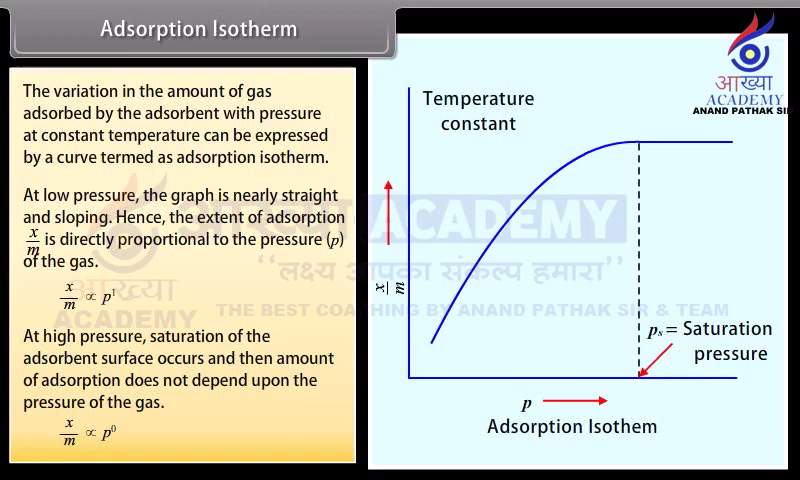 Adsorption Isotherm
The variation in the amount of gas
adsorbed by the adsorbent with pressure
at constant temperature can be expressed
by a curve termed as adsorption isotherm.
At low pressure, the graph is nearly straight
and sloping. Hence, the extent of adsorption
x/m is directly proportional to the pressure (p)
of the gas.
x/m ∝ p¹
At high pressure, saturation of the
adsorbent surface occurs and then amount
of adsorption does not depend upon the
pressure of the gas.
x/m ∝ p⁰
आख्या
ACADEMY
ANAND PATHAK SIR
Temperature
constant
x/m
pₛ = Saturation
pressure
p
Adsorption Isothem
आख्या ACADEMY
‘‘लक्ष्य आपका संकल्प हमारा’’
THE BEST COACHING BY ANAND PATHAK SIR & TEAM
आख्या
ACADEMY